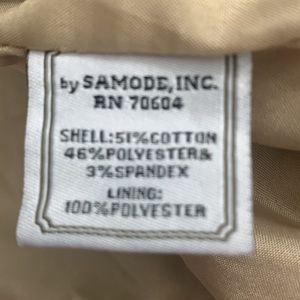 by SAMODE, INC.
RN 70604
SHELL: 51% COTTON
46% POLYESTER &
3% SPANDEX
LINING:
100% POLYESTER